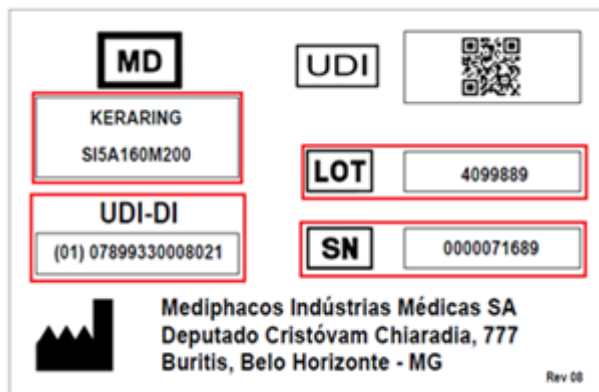 MD
UDI
KERARING
SI5A160M200
LOT 4099889
UDI-DI
(01) 07899330008021
SN 0000071689
Mediphacos Indústrias Médicas SA
Deputado Cristóvam Chiaradia, 777
Buritis, Belo Horizonte - MG
Rev 08